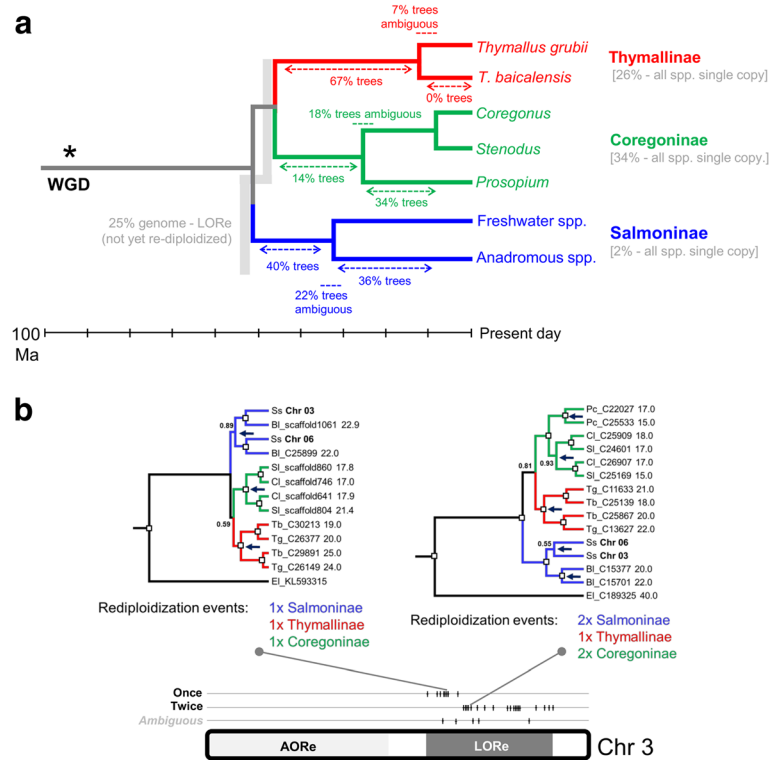 a
7% trees
ambiguous
Thymallus grubii
T. baicalensis
67% trees
0% trees
Thymallinae
[26% - all spp. single copy]
18% trees ambiguous
Coregonus
Stenodus
Prosopium
14% trees
34% trees
Coregoninae
[34% - all spp. single copy.]
*
WGD
25% genome - LORe
(not yet re-diploidized)
Freshwater spp.
Anadromous spp.
40% trees
36% trees
22% trees
ambiguous
Salmoninae
[2% - all spp. single copy]
100
Ma
Present day
b
Ss Chr 03
Bl_scaffold1061 22.9
Ss Chr 06
Bl_C25899 22.0
Sl_scaffold860 17.8
Cl_scaffold746 17.0
Cl_scaffold641 17.9
Sl_scaffold804 21.4
Tb_C30213 19.0
Tg_C26377 20.0
Tb_C29891 25.0
Tg_C26149 24.0
El_KL593315
0.89
0.59
Rediploidization events:
1x Salmoninae
1x Thymallinae
1x Coregoninae
Pc_C22027 17.0
Pc_C25533 15.0
Cl_C25909 18.0
Sl_C24601 17.0
Cl_C26907 17.0
Sl_C25169 15.0
Tg_C11633 21.0
Tb_C25139 18.0
Tb_C25867 20.0
Tg_C13627 22.0
Ss Chr 06
Ss Chr 03
Bl_C15377 20.0
Bl_C15701 22.0
El_C189325 40.0
0.81
0.93
0.55
Rediploidization events:
2x Salmoninae
1x Thymallinae
2x Coregoninae
Once
Twice
Ambiguous
AORe
LORe
Chr 3